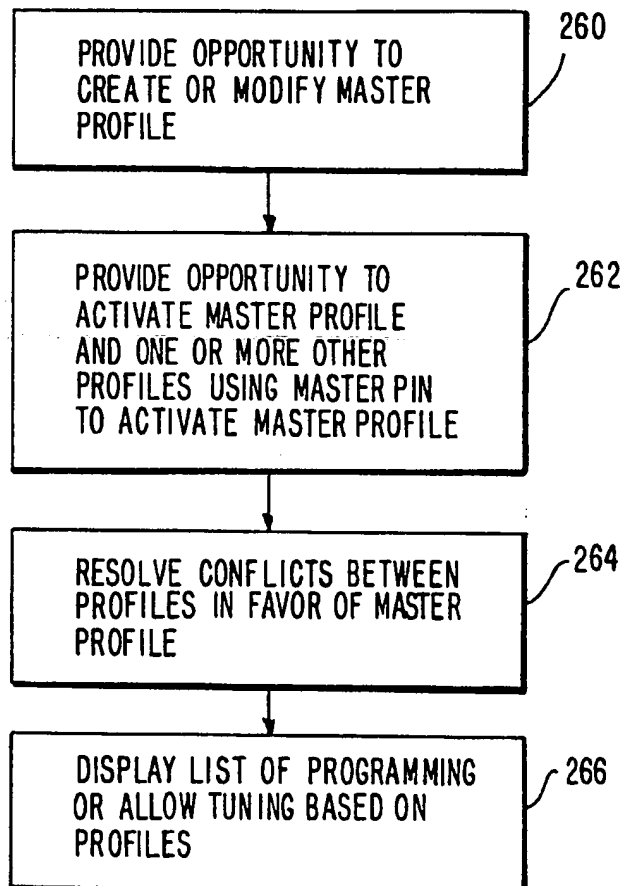 260
PROVIDE OPPORTUNITY TO
CREATE OR MODIFY MASTER
PROFILE
262
PROVIDE OPPORTUNITY TO
ACTIVATE MASTER PROFILE
AND ONE OR MORE OTHER
PROFILES USING MASTER PIN
TO ACTIVATE MASTER PROFILE
264
RESOLVE CONFLICTS BETWEEN
PROFILES IN FAVOR OF MASTER
PROFILE
266
DISPLAY LIST OF PROGRAMMING
OR ALLOW TUNING BASED ON
PROFILES